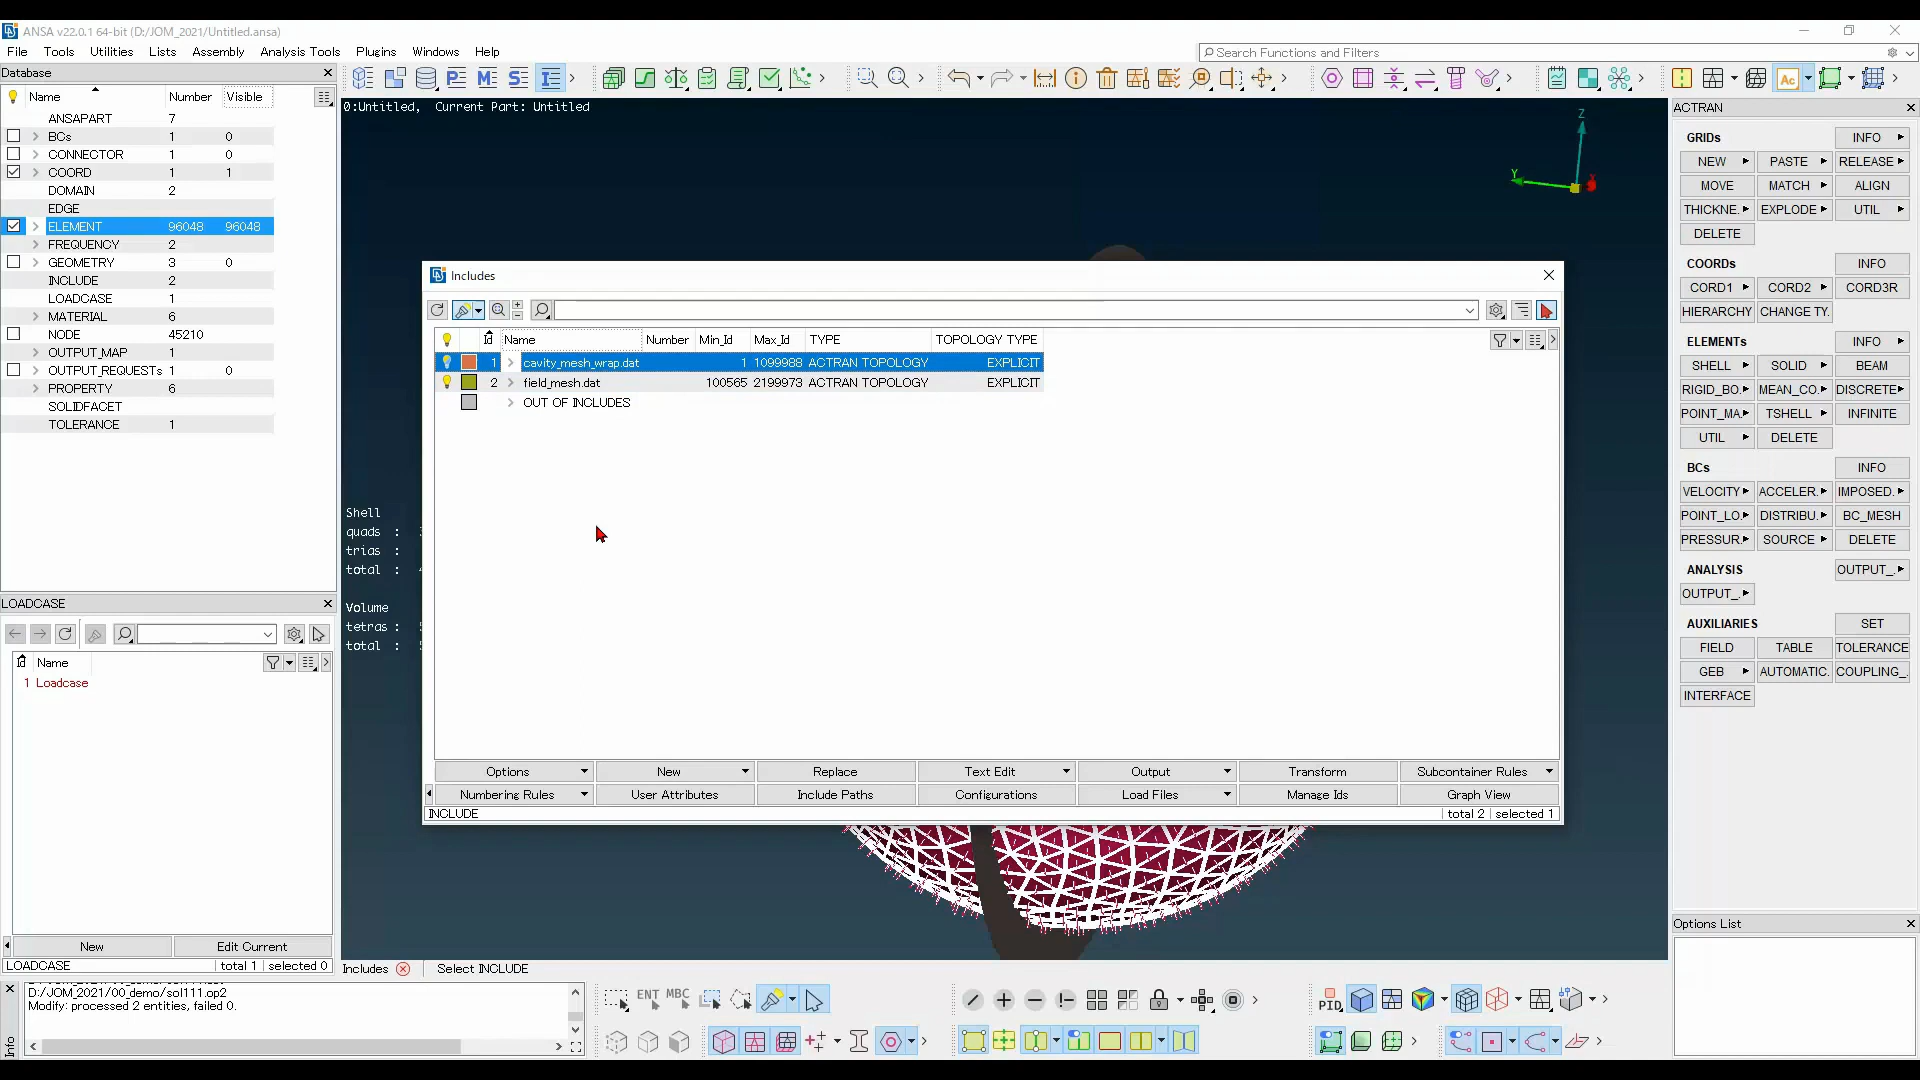 ANSA v22.0.1 64-bit (D:/JOM_2021/Untitled.ansa)
File Tools Utilities Lists Assembly Analysis Tools Plugins Windows Help
Search Functions and Filters
Database
Name Number Visible
ANSAPART 7
BCs 1 0
CONNECTOR 1 0
COORD 1 1
DOMAIN 2
EDGE
ELEMENT 96048 96048
FREQUENCY 2
GEOMETRY 3 0
INCLUDE 2
LOADCASE 1
MATERIAL 6
NODE 45210
OUTPUT_MAP 1
OUTPUT_REQUESTs 1 0
PROPERTY 6
SOLIDFACET
TOLERANCE 1
LOADCASE
Id Name
1 Loadcase
New Edit Current
LOADCASE total 1 selected 0
0:Untitled, Current Part: Untitled
Z
Y
Shell
quads :
trias :
total :
Volume
tetras :
total :
Includes
Id Name Number Min_Id Max_Id TYPE TOPOLOGY TYPE
1 cavity_mesh_wrap.dat 1 1099988 ACTRAN TOPOLOGY EXPLICIT
2 field_mesh.dat 100565 2199973 ACTRAN TOPOLOGY EXPLICIT
OUT OF INCLUDES
Options New Replace Text Edit Output Transform Subcontainer Rules
Numbering Rules User Attributes Include Paths Configurations Load Files Manage Ids Graph View
INCLUDE total 2 selected 1
Includes Select INCLUDE
Info
D:/JOM_2021/00_demo/sol111.op2
Modify: processed 2 entities, failed 0.
ENT MBC
PID
Ac
ACTRAN
GRIDs INFO
NEW PASTE RELEASE
MOVE MATCH ALIGN
THICKNE. EXPLODE UTIL
DELETE
COORDs INFO
CORD1 CORD2 CORD3R
HIERARCHY CHANGE TY.
ELEMENTs INFO
SHELL SOLID BEAM
RIGID_BO. MEAN_CO. DISCRETE
POINT_MA. TSHELL INFINITE
UTIL DELETE
BCs INFO
VELOCITY ACCELER. IMPOSED.
POINT_LO. DISTRIBU. BC_MESH
PRESSUR. SOURCE DELETE
ANALYSIS OUTPUT_.
OUTPUT_.
AUXILIARIES SET
FIELD TABLE TOLERANCE
GEB AUTOMATIC. COUPLING_.
INTERFACE
Options List